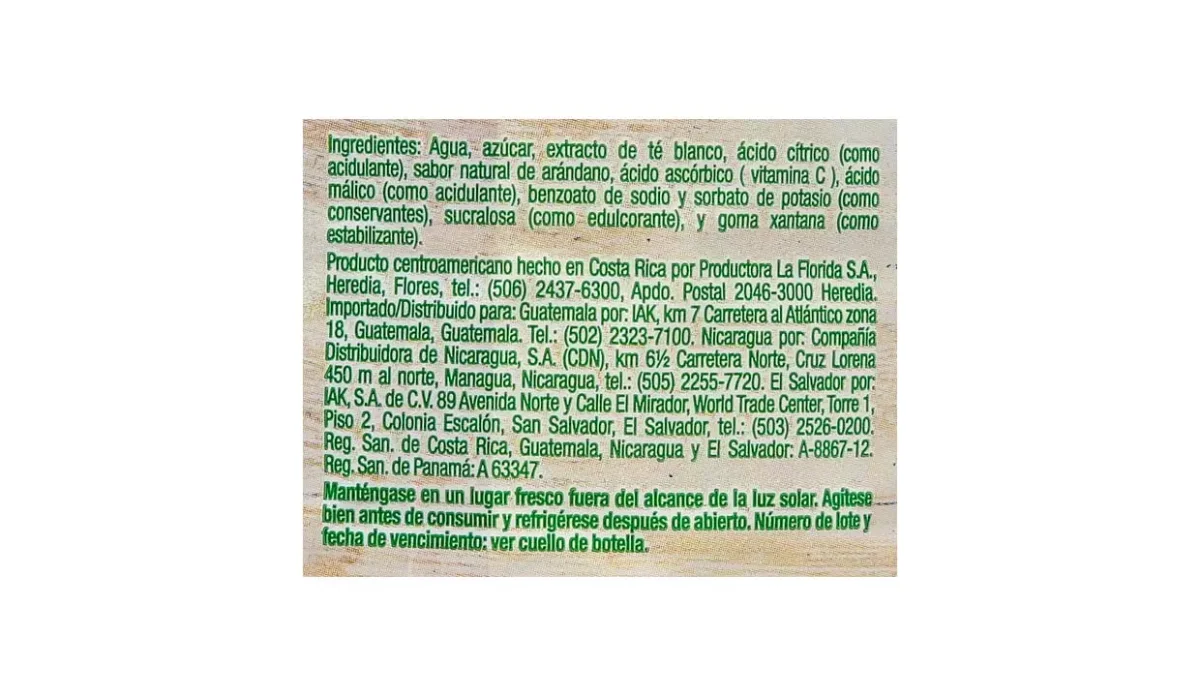 Ingredientes: Agua, azúcar, extracto de té blanco, ácido cítrico (como
acidulante), sabor natural de arándano, ácido ascórbico ( vitamina C ), ácido
málico (como acidulante), benzoato de sodio y sorbato de potasio (como
conservantes), sucralosa (como edulcorante), y goma xantana (como
estabilizante).
Producto centroamericano hecho en Costa Rica por Productora La Florida S.A.,
Heredia, Flores, tel.: (506) 2437-6300, Apdo. Postal 2046-3000 Heredia.
Importado/Distribuido para: Guatemala por: IAK, km 7 Carretera al Atlántico zona
18, Guatemala, Guatemala. Tel.: (502) 2323-7100. Nicaragua por: Compañía
Distribuidora de Nicaragua, S.A. (CDN), km 6½ Carretera Norte, Cruz Lorena
450 m al norte, Managua, Nicaragua, tel.: (505) 2255-7720. El Salvador por:
IAK, S.A. de C.V. 89 Avenida Norte y Calle El Mirador, World Trade Center, Torre 1,
Piso 2, Colonia Escalón, San Salvador, El Salvador, tel.: (503) 2526-0200.
Reg. San. de Costa Rica, Guatemala, Nicaragua y El Salvador: A-8867-12.
Reg. San. de Panamá: A 63347.
Manténgase en un lugar fresco fuera del alcance de la luz solar. Agítese
bien antes de consumir y refrigérese después de abierto. Número de lote y
fecha de vencimiento: ver cuello de botella.